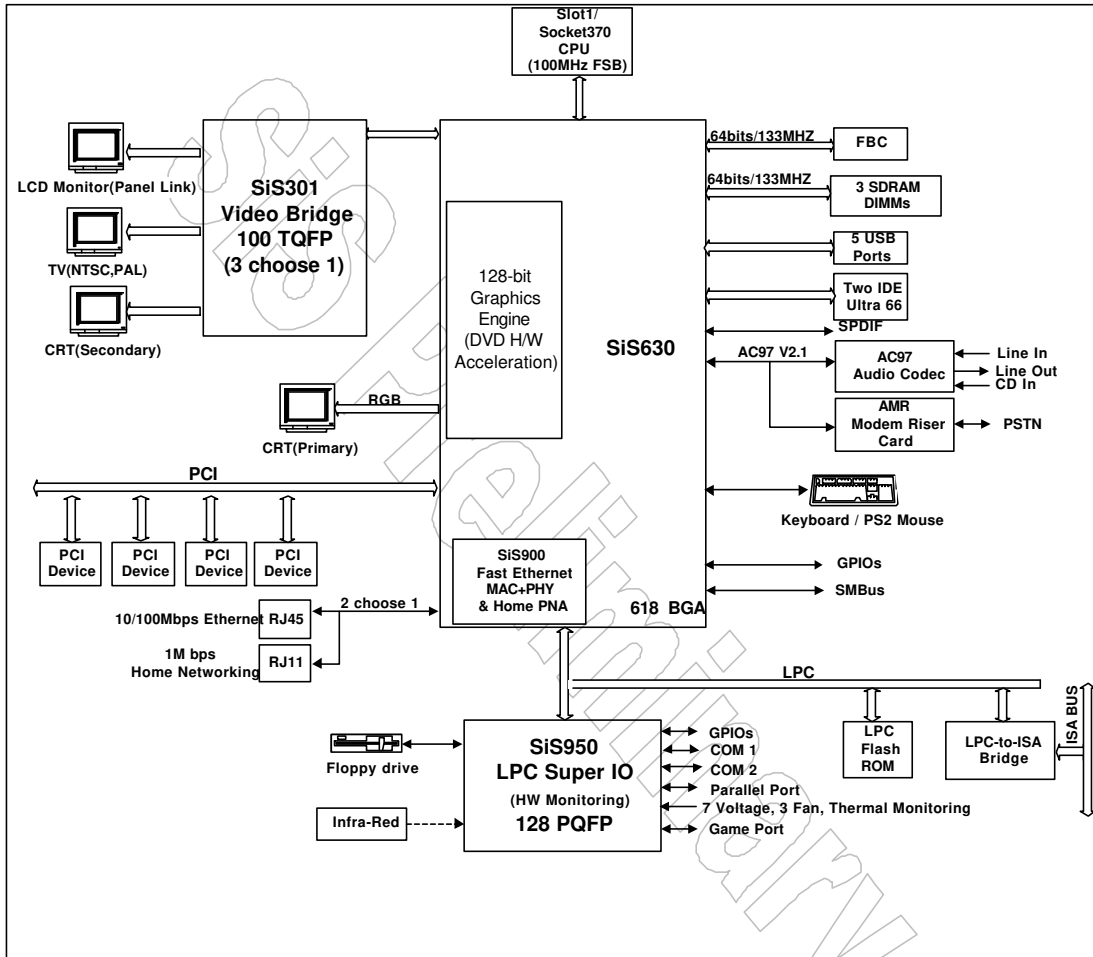 Slot1/
Socket370
CPU
(100MHz FSB)
LCD Monitor(Panel Link)
TV(NTSC,PAL)
CRT(Secondary)
SiS301
Video Bridge
100 TQFP
(3 choose 1)
128-bit
Graphics
Engine
(DVD H/W
Acceleration)
SiS630
64bits/133MHZ
FBC
64bits/133MHZ
3 SDRAM
DIMMs
5 USB
Ports
Two IDE
Ultra 66
SPDIF
AC97 V2.1
AC97
Audio Codec
Line In
Line Out
CD In
AMR
Modem Riser
Card
PSTN
RGB
CRT(Primary)
PCI
PCI
Device
PCI
Device
PCI
Device
PCI
Device
Keyboard / PS2 Mouse
SiS900
Fast Ethernet
MAC+PHY
& Home PNA
618 BGA
GPIOs
SMBus
2 choose 1
10/100Mbps Ethernet
RJ45
1M bps
Home Networking
RJ11
LPC
ISA BUS
Floppy drive
Infra-Red
SiS950
LPC Super IO
(HW Monitoring)
128 PQFP
GPIOs
COM 1
COM 2
Parallel Port
7 Voltage, 3 Fan, Thermal Monitoring
Game Port
LPC
Flash
ROM
LPC-to-ISA
Bridge
SiS Preliminary